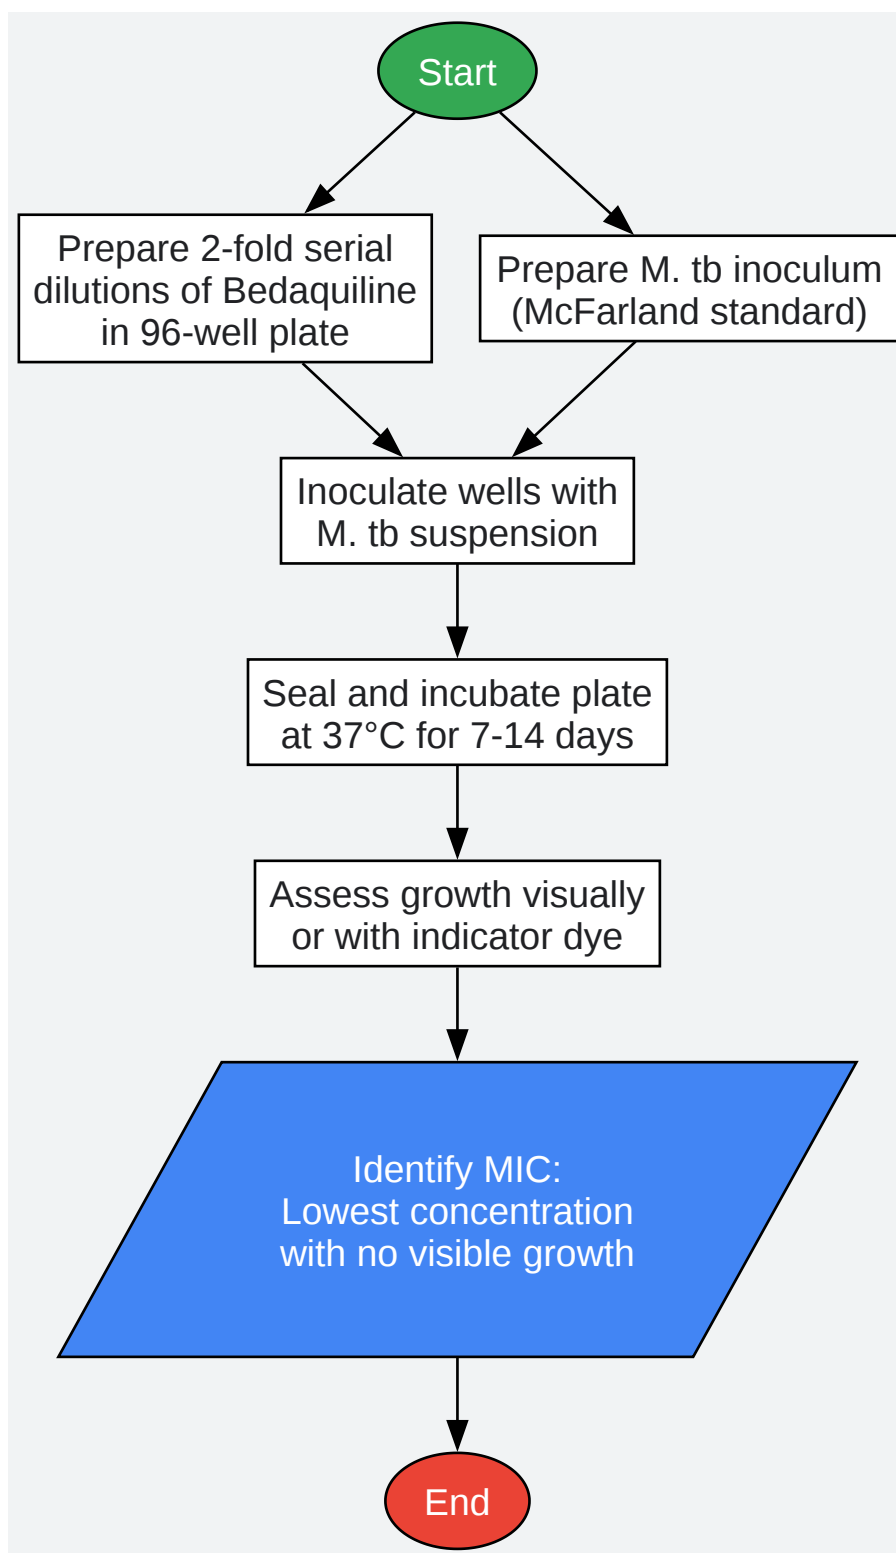 Start
Prepare 2-fold serial
dilutions of Bedaquiline
in 96-well plate
Prepare M. tb inoculum
(McFarland standard)
Inoculate wells with
M. tb suspension
Seal and incubate plate
at 37°C for 7-14 days
Assess growth visually
or with indicator dye
Identify MIC:
Lowest concentration
with no visible growth
End